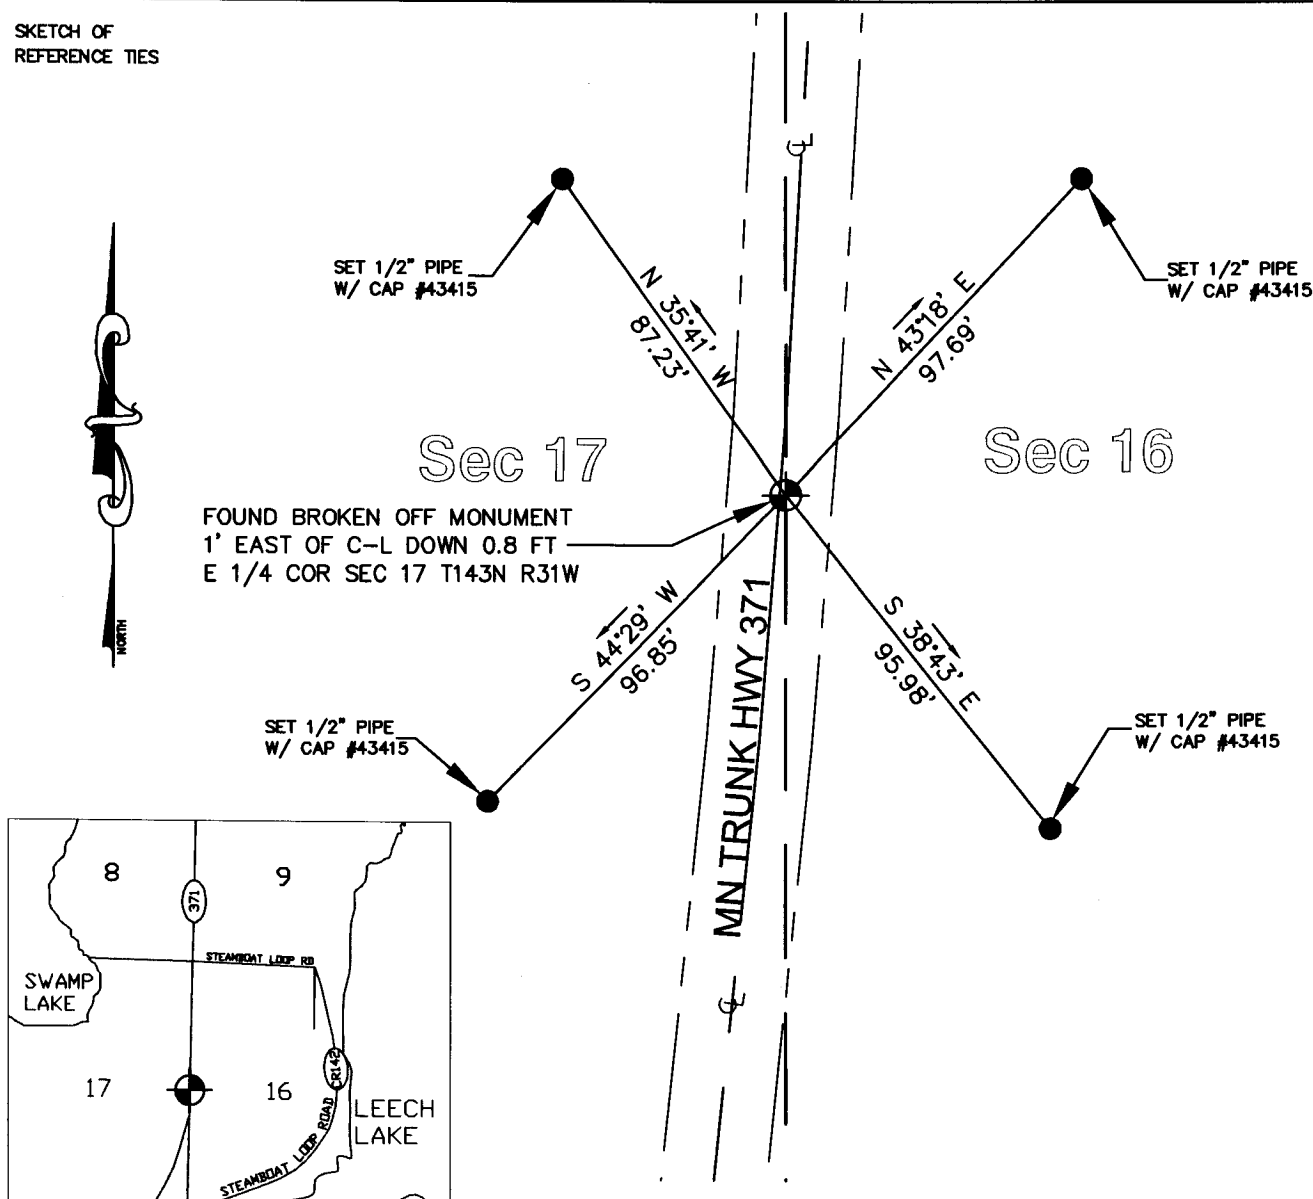 SKETCH OF
REFERENCE TIES
℄
SET 1/2" PIPE
W/ CAP #43415
N 35°41' W
87.23'
N 43°18' E
97.69'
SET 1/2" PIPE
W/ CAP #43415
Sec 17
Sec 16
FOUND BROKEN OFF MONUMENT
1' EAST OF C-L DOWN 0.8 FT
E 1/4 COR SEC 17 T143N R31W
NORTH
S 44°29' W
96.85'
MN TRUNK HWY 371
S 38°43' E
95.98'
SET 1/2" PIPE
W/ CAP #43415
SET 1/2" PIPE
W/ CAP #43415
℄
8
9
371
STEAMBOAT LOOP RD
SWAMP
LAKE
17
16
CR142
LEECH
LAKE
STEAMBOAT LOOP ROAD